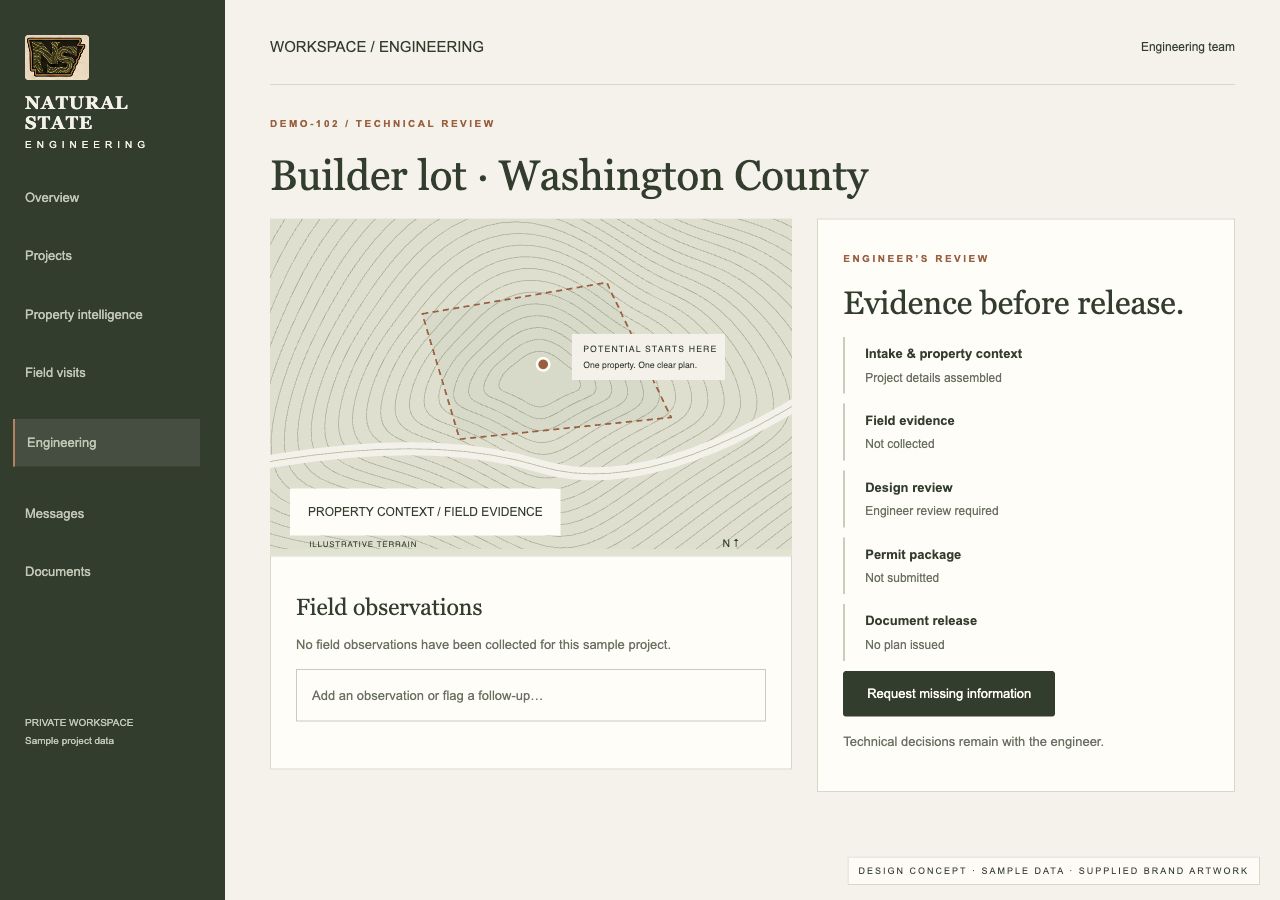 NS
NATURAL
STATE
ENGINEERING
Overview
Projects
Property intelligence
Field visits
Engineering
Messages
Documents
PRIVATE WORKSPACE
Sample project data
WORKSPACE / ENGINEERING
Engineering team
DEMO-102 / TECHNICAL REVIEW
Builder lot · Washington County
POTENTIAL STARTS HERE
One property. One clear plan.
PROPERTY CONTEXT / FIELD EVIDENCE
ILLUSTRATIVE TERRAIN
N ↑
Field observations
No field observations have been collected for this sample project.
Add an observation or flag a follow-up…
ENGINEER'S REVIEW
Evidence before release.
Intake & property context
Project details assembled
Field evidence
Not collected
Design review
Engineer review required
Permit package
Not submitted
Document release
No plan issued
Request missing information
Technical decisions remain with the engineer.
DESIGN CONCEPT · SAMPLE DATA · SUPPLIED BRAND ARTWORK